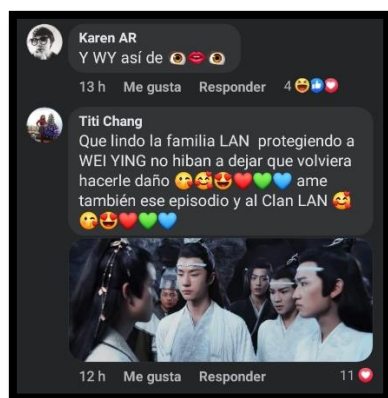 Karen AR
Y WY así de 👁️👄👁️
13 h Me gusta Responder 4
Titi Chang
Que lindo la familia LAN protegiendo a
WEI YING no hiban a dejar que volviera
hacerle daño 😘🥰😍❤️💚💙 ame
también ese episodio y al Clan LAN 🥰
😘😍❤️💚💙
12 h Me gusta Responder 11